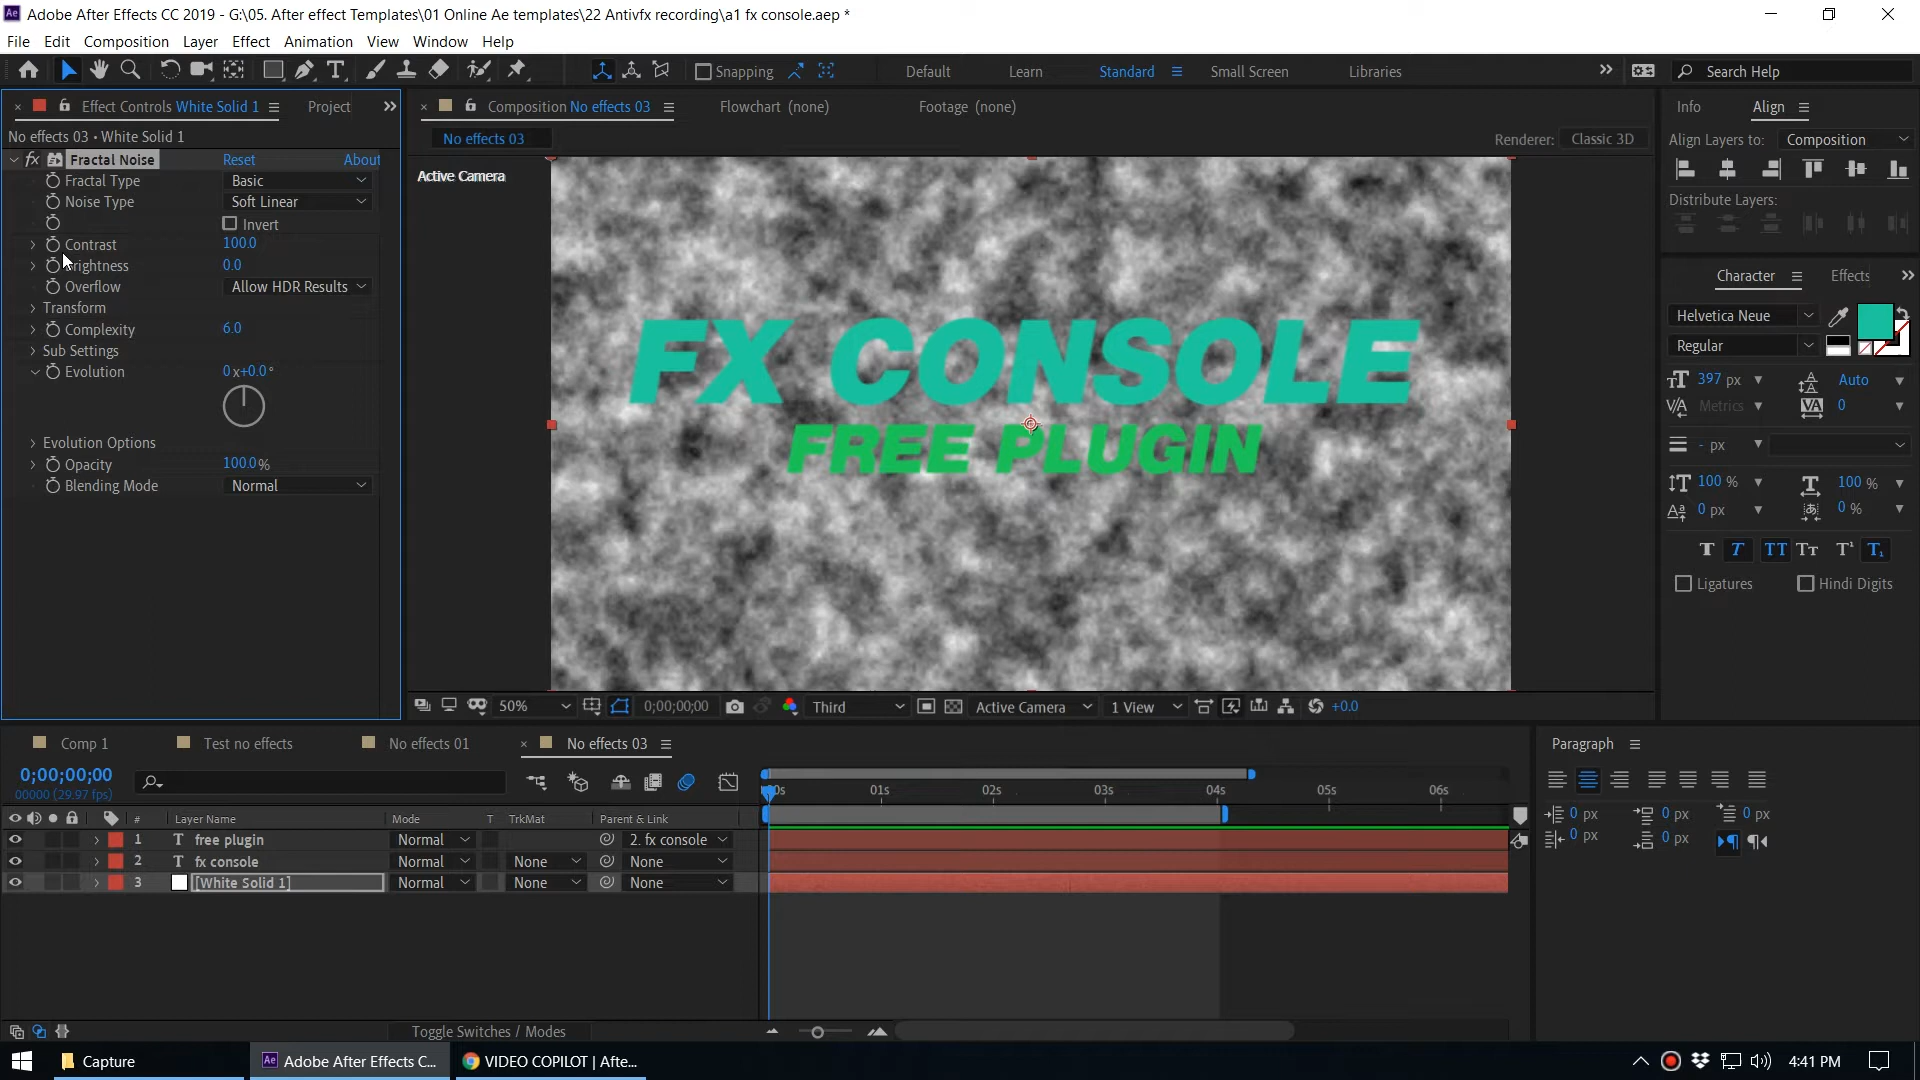 Adobe After Effects CC 2019 - G:\05. After effect Templates\01 Online Ae templates\22 Antivfx recording\a1 fx console.aep *
File Edit Composition Layer Effect Animation View Window Help
Snapping Default Learn Standard Small Screen Libraries Search Help
Effect Controls White Solid 1 Project
Composition No effects 03 Flowchart (none) Footage (none)
Info Align
No effects 03 • White Solid 1
No effects 03
Renderer: Classic 3D
Align Layers to: Composition
fx Fractal Noise Reset About
Fractal Type Basic
Noise Type Soft Linear
Invert
Contrast 100.0
Brightness 0.0
Overflow Allow HDR Results
Transform
Complexity 6.0
Sub Settings
Evolution 0x+0.0°
Evolution Options
Opacity 100.0%
Blending Mode Normal
Active Camera
FX CONSOLE
FREE PLUGIN
Distribute Layers:
Character Effects
Helvetica Neue
Regular
397 px Auto
Metrics 0
- px
100 % 100 %
0 px 0 %
T T TT Tt T¹ T₁
Ligatures Hindi Digits
50% 0;00;00;00 Third Active Camera 1 View +0.0
Comp 1 Test no effects No effects 01 No effects 03
Paragraph
0;00;00;00
00000 (29.97 fps)
01s 02s 03s 04s 05s 06s
# Layer Name Mode T TrkMat Parent & Link
1 T free plugin Normal 2. fx console
2 T fx console Normal None None
3 [White Solid 1] Normal None None
0 px 0 px 0 px
0 px 0 px
Toggle Switches / Modes
Capture Adobe After Effects C... VIDEO COPILOT | Afte... 4:41 PM